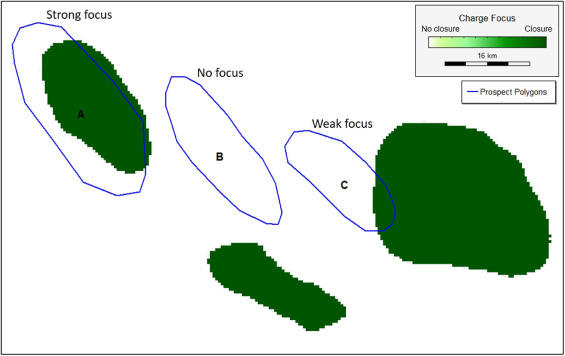 Strong focus
Charge Focus
No closure Closure
16 km
Prospect Polygons
No focus
Weak focus
A
B
C